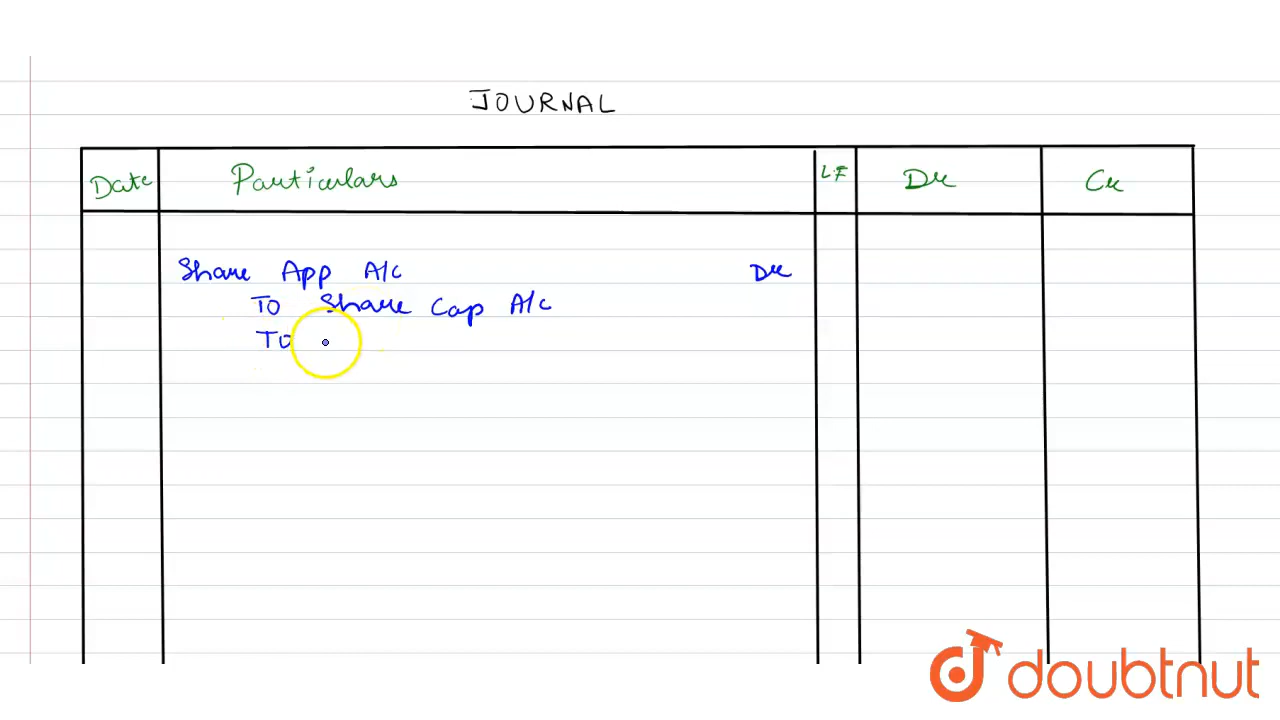 JOURNAL
Date Particulars LF Dr Cr
Share App A/c Dr
To Share Cap A/c
To
doubtnut